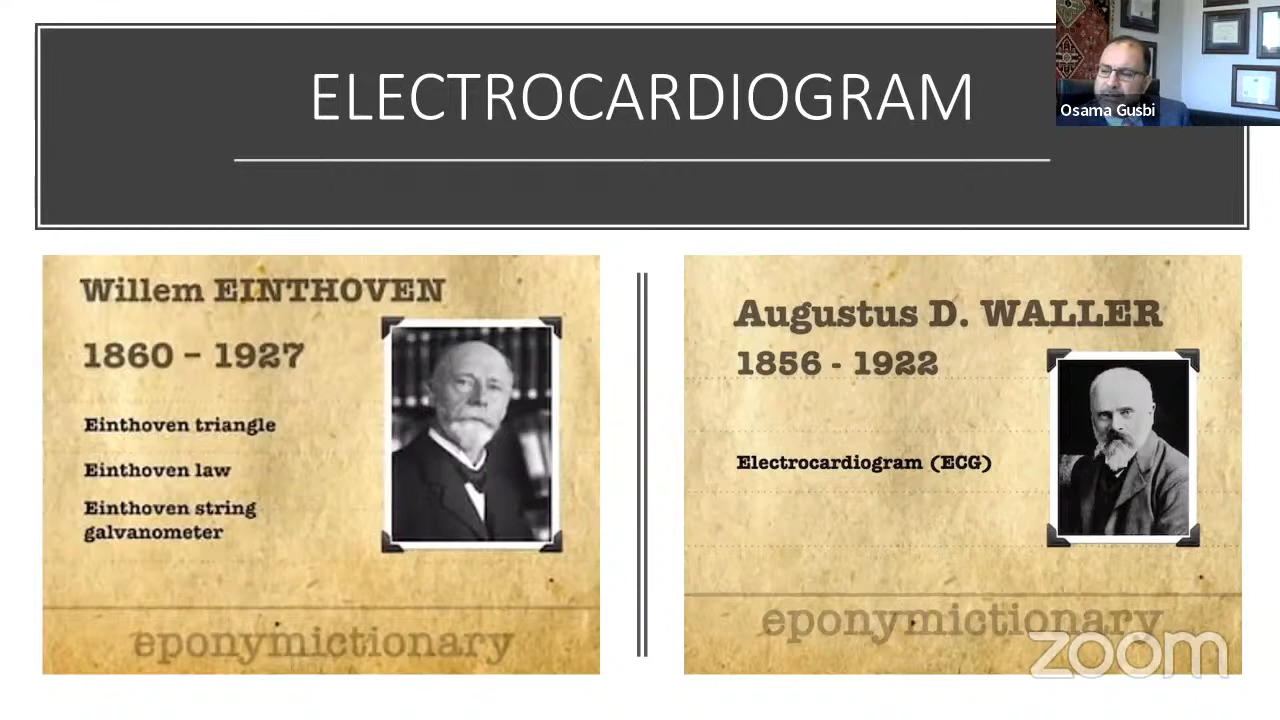 ELECTROCARDIOGRAM
Osama Gusbi
Willem EINTHOVEN
1860 - 1927
Einthoven triangle
Einthoven law
Einthoven string
galvanometer
eponymictionary
Augustus D. WALLER
1856 - 1922
Electrocardiogram (ECG)
eponymictionary
zoom